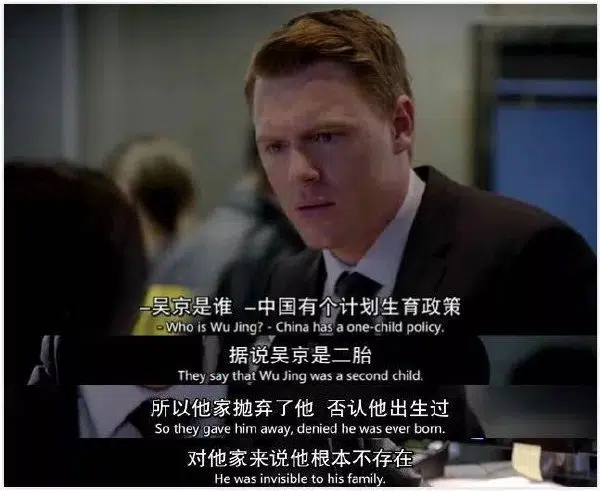 -吴京是谁 -中国有个计划生育政策
- Who is Wu Jing? - China has a one-child policy.
据说吴京是二胎
They say that Wu Jing was a second child.
所以他家抛弃了他 否认他出生过
So they gave him away, denied he was ever born.
对他家来说他根本不存在
He was invisible to his family.